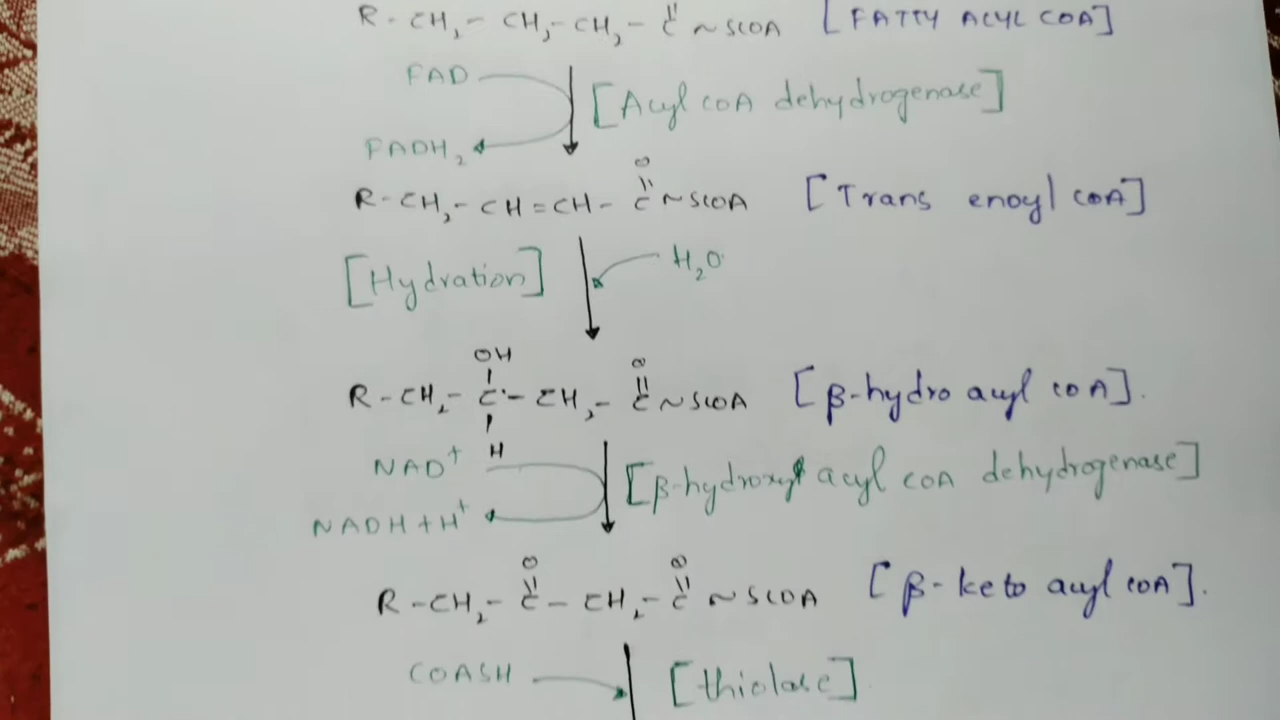 R-CH₂-CH₂-CH₂-C~SCOA [FATTY ACYL COA]
FAD [Acyl COA dehydrogenase]
FADH₂
O
R-CH₂-CH=CH-C~SCOA [Trans enoyl COA]
[Hydration] H₂O
OH O
R-CH₂-C-CH₂-C~SCOA [β-hydro acyl COA].
H
NAD⁺ [β-hydroxy acyl COA dehydrogenase]
NADH+H⁺
O O
R-CH₂-C-CH₂-C~SCOA [β-keto acyl COA].
COASH [thiolase]